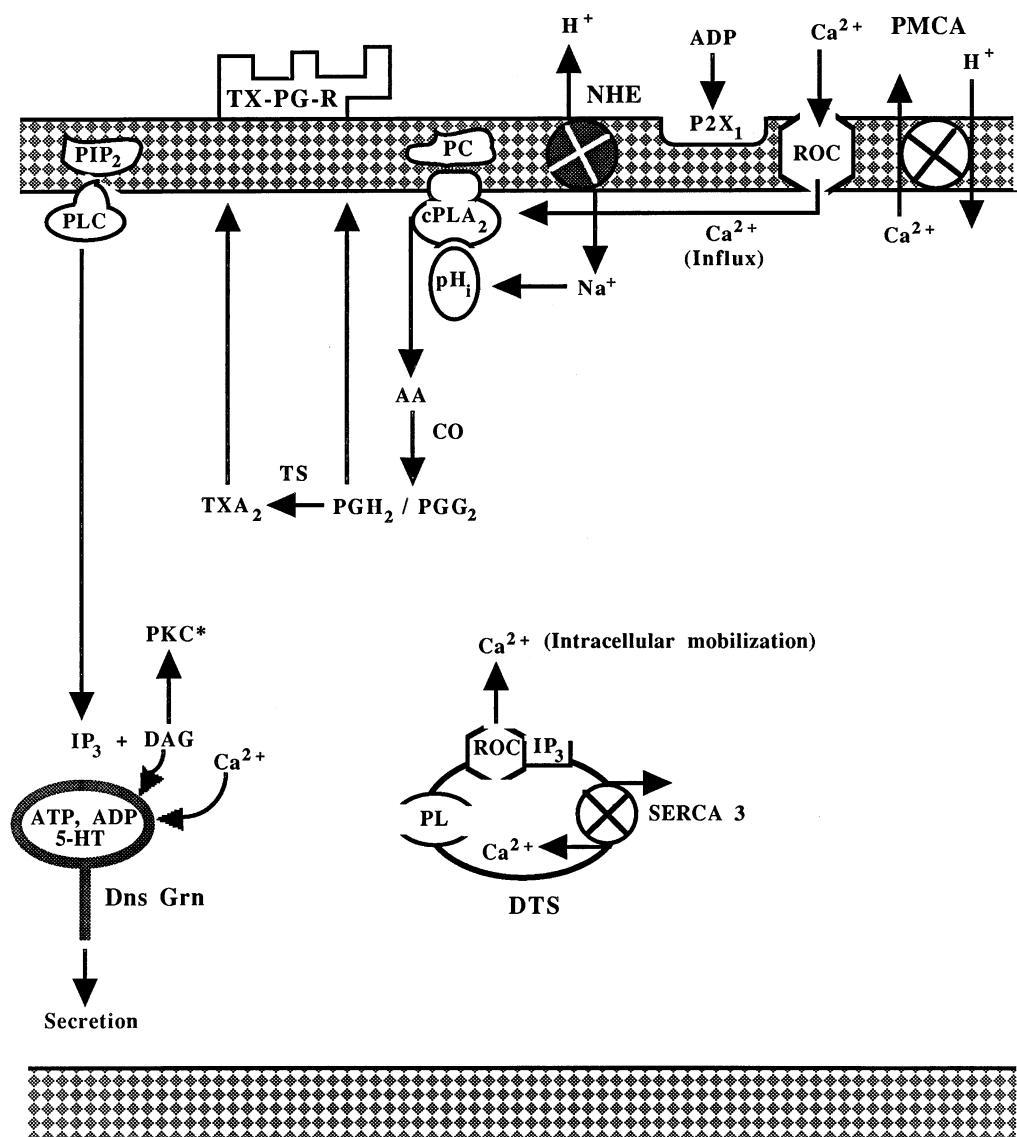 H+
ADP
Ca2+
PMCA
H+
TX-PG-R
NHE
P2X1
PIP2
PC
ROC
PLC
cPLA2
Ca2+
(Influx)
Ca2+
pHi
Na+
AA
CO
TS
TXA2
PGH2 / PGG2
PKC*
Ca2+ (Intracellular mobilization)
IP3 + DAG
Ca2+
ROC
IP3
ATP, ADP
5-HT
PL
Ca2+
SERCA 3
Dns Grn
DTS
Secretion